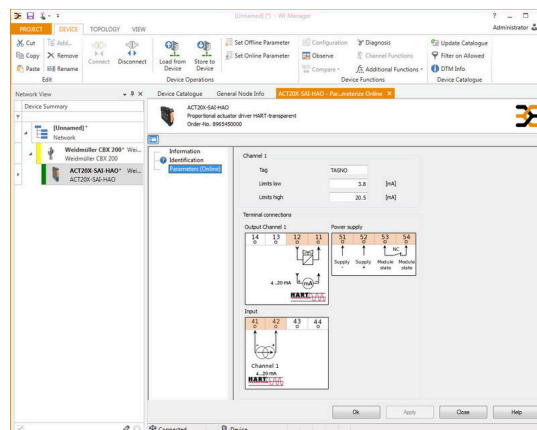 [Unnamed] (*) - WI-Manager
PROJECT DEVICE TOPOLOGY VIEW
Administrator
Cut
Copy
Paste
Add...
Remove
Rename
Edit
Connect
Disconnect
Load from Device
Store to Device
Device Operations
Set Offline Parameter
Set Online Parameter
Configuration
Observe
Compare
Diagnosis
Channel Functions
Additional Functions
Device Functions
Update Catalogue
Filter on Allowed
DTM Info
Device Catalogue
Network View
Device Summary
[Unnamed]*
Network
Weidmüller CBX 200* Wei...
Weidmüller CBX 200
ACT20X-SAI-HAO* Wei...
ACT20X-SAI-HAO
Device Catalogue General Node Info ACT20X-SAI-HAO - Par...meterize Online
ACT20X-SAI-HAO
Proportional actuator driver HART-transparent
Order-No. 8965450000
Information
Identification
Parameters (Online)
Channel 1
Tag TAGNO
Limits low 3.8 [mA]
Limits high 20.5 [mA]
Terminal connections
Output Channel 1
14 13 12 11
4...20 mA
mA
HART
Power supply
51 52 53 54
NC
Supply - Supply + Module state Module state
Input
41 42 43 44
Channel 1
4...20 mA
HART
Ok Apply Close Help
Connected Device